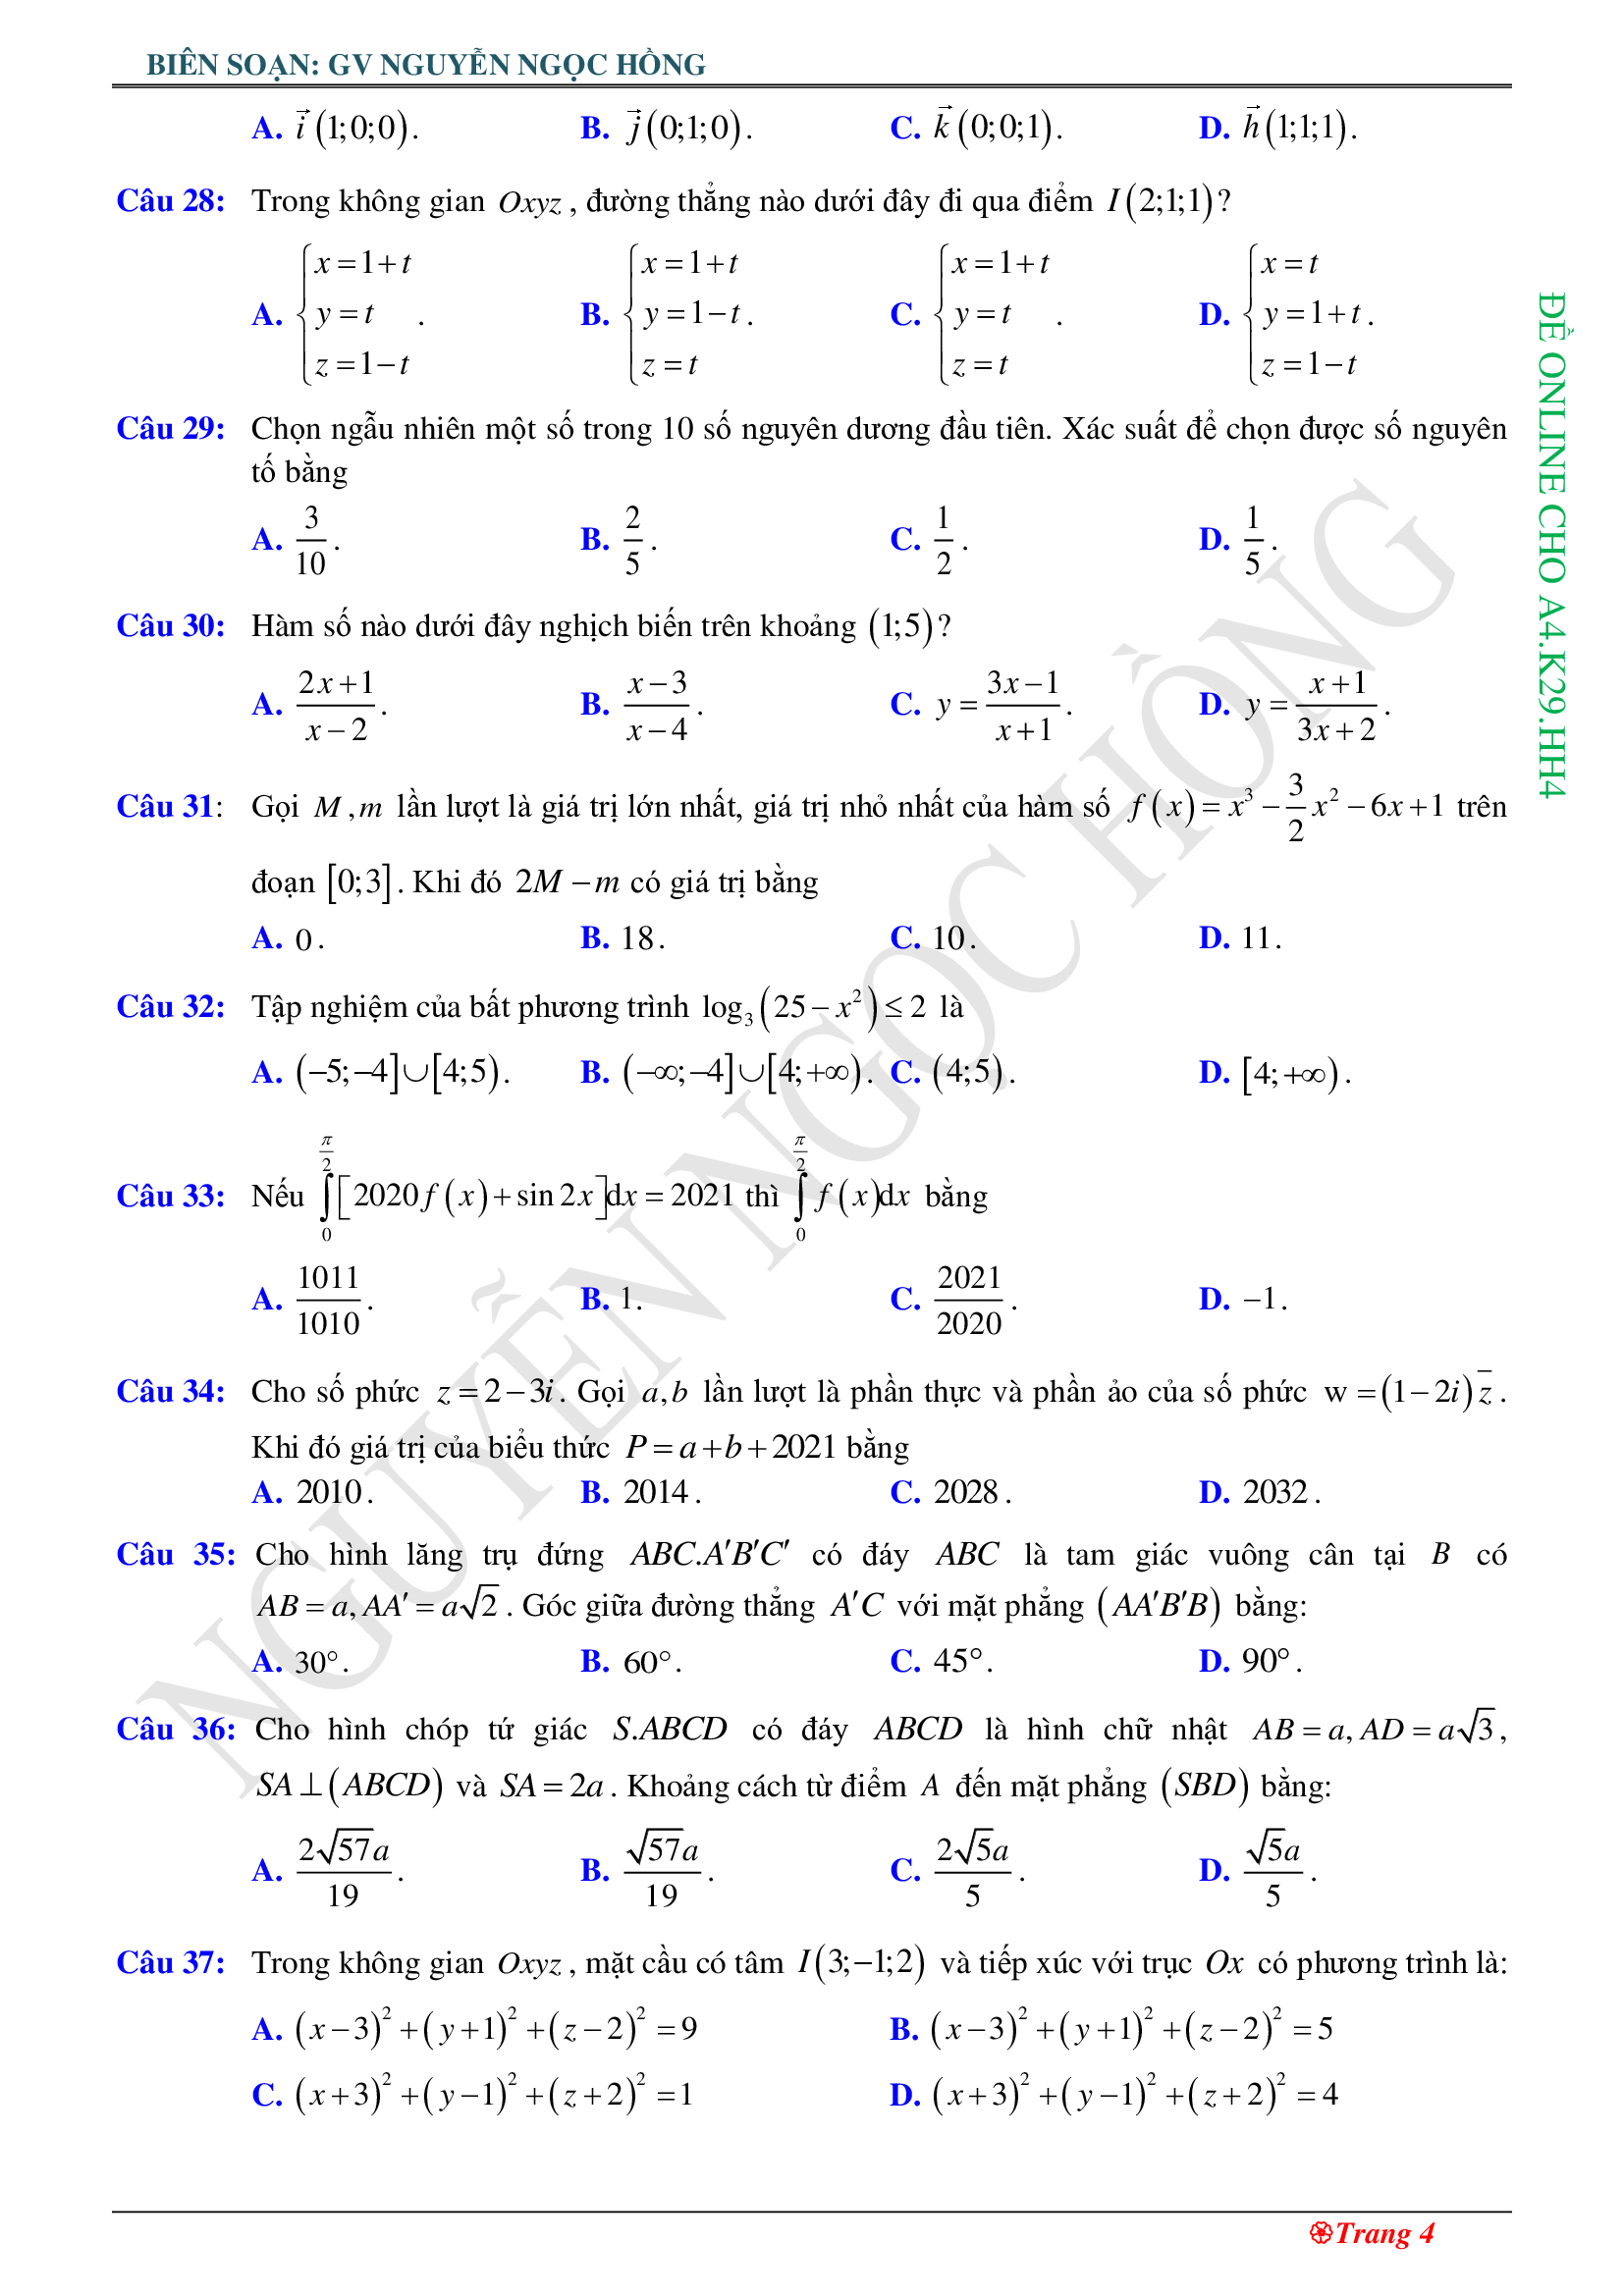 BIÊN SOẠN: GV NGUYỄN NGỌC HỒNG
A. $\vec{i}(1;0;0)$. B. $\vec{j}(0;1;0)$. C. $\vec{k}(0;0;1)$. D. $\vec{h}(1;1;1)$.
Câu 28: Trong không gian Oxyz, đường thẳng nào dưới đây đi qua điểm $I(2;1;1)$?
A. $\begin{cases} x=1+t \\ y=t \\ z=1-t \end{cases}$. B. $\begin{cases} x=1+t \\ y=1-t \\ z=t \end{cases}$. C. $\begin{cases} x=1+t \\ y=t \\ z=t \end{cases}$. D. $\begin{cases} x=t \\ y=1+t \\ z=1-t \end{cases}$.
Câu 29: Chọn ngẫu nhiên một số trong 10 số nguyên dương đầu tiên. Xác suất để chọn được số nguyên
tố bằng
A. $\frac{3}{10}$. B. $\frac{2}{5}$. C. $\frac{1}{2}$. D. $\frac{1}{5}$.
Câu 30: Hàm số nào dưới đây nghịch biến trên khoảng $(1;5)$?
A. $\frac{2x+1}{x-2}$. B. $\frac{x-3}{x-4}$. C. $y=\frac{3x-1}{x+1}$. D. $y=\frac{x+1}{3x+2}$.
Câu 31: Gọi $M,m$ lần lượt là giá trị lớn nhất, giá trị nhỏ nhất của hàm số $f(x)=x^3-\frac{3}{2}x^2-6x+1$ trên
đoạn $[0;3]$. Khi đó $2M-m$ có giá trị bằng
A. 0. B. 18. C. 10. D. 11.
Câu 32: Tập nghiệm của bất phương trình $\log_3(25-x^2)\le 2$ là
A. $(-5;-4]\cup[4;5)$. B. $(-\infty;-4]\cup[4;+\infty)$. C. $(4;5)$. D. $[4;+\infty)$.
Câu 33: Nếu $\int_0^{\frac{\pi}{2}}[2020f(x)+\sin 2x]dx=2021$ thì $\int_0^{\frac{\pi}{2}}f(x)dx$ bằng
A. $\frac{1011}{1010}$. B. 1. C. $\frac{2021}{2020}$. D. $-1$.
Câu 34: Cho số phức $z=2-3i$. Gọi $a,b$ lần lượt là phần thực và phần ảo của số phức $w=(1-2i)\overline{z}$.
Khi đó giá trị của biểu thức $P=a+b+2021$ bằng
A. 2010. B. 2014. C. 2028. D. 2032.
Câu 35: Cho hình lăng trụ đứng $ABC.A'B'C'$ có đáy $ABC$ là tam giác vuông cân tại $B$ có
$AB=a, AA'=a\sqrt{2}$. Góc giữa đường thẳng $A'C$ với mặt phẳng $(AA'B'B)$ bằng:
A. 30°. B. 60°. C. 45°. D. 90°.
Câu 36: Cho hình chóp tứ giác $S.ABCD$ có đáy $ABCD$ là hình chữ nhật $AB=a, AD=a\sqrt{3}$,
$SA\perp(ABCD)$ và $SA=2a$. Khoảng cách từ điểm $A$ đến mặt phẳng $(SBD)$ bằng:
A. $\frac{2\sqrt{57}a}{19}$. B. $\frac{\sqrt{57}a}{19}$. C. $\frac{2\sqrt{5}a}{5}$. D. $\frac{\sqrt{5}a}{5}$.
Câu 37: Trong không gian Oxyz, mặt cầu có tâm $I(3;-1;2)$ và tiếp xúc với trục $Ox$ có phương trình là:
A. $(x-3)^2+(y+1)^2+(z-2)^2=9$ B. $(x-3)^2+(y+1)^2+(z-2)^2=5$
C. $(x+3)^2+(y-1)^2+(z+2)^2=1$ D. $(x+3)^2+(y-1)^2+(z+2)^2=4$
ĐỀ ONLINE CHO A4.K29.HH4
NGUYỄN NGỌC HỒNG
Trang 4